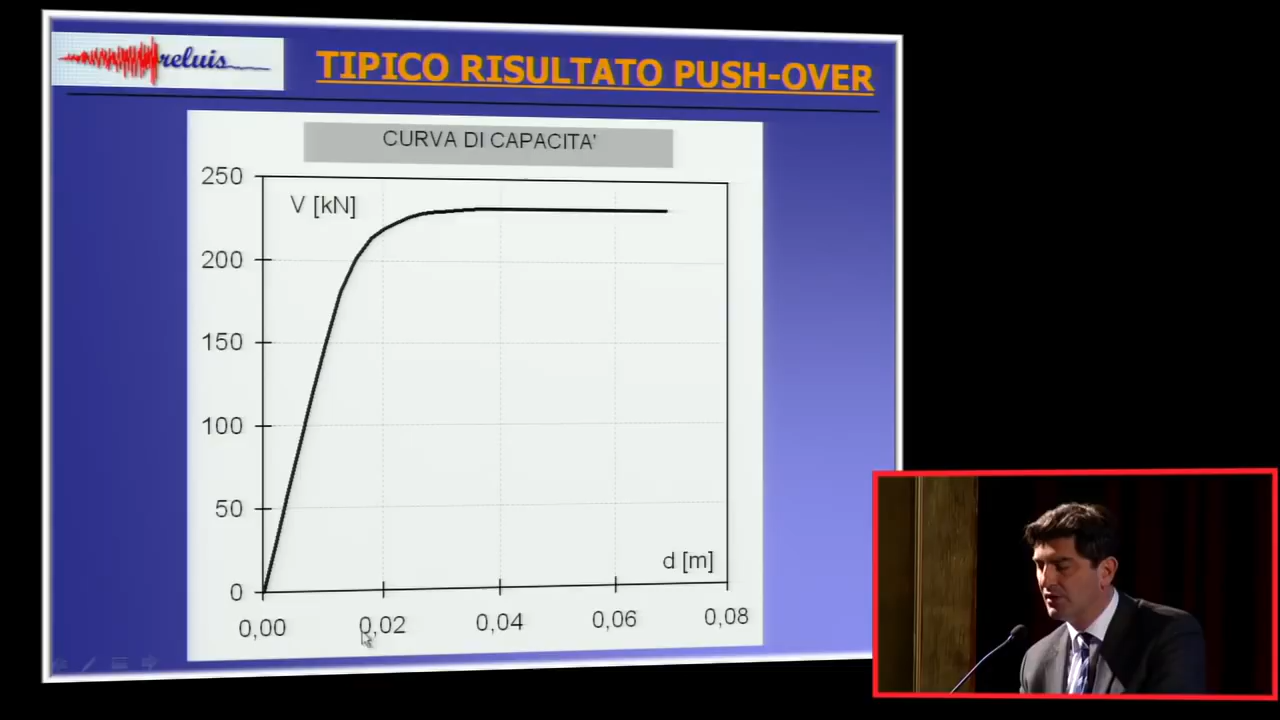 reluis
TIPICO RISULTATO PUSH-OVER
CURVA DI CAPACITA'
250
V [kN]
200
150
100
50
d [m]
0
0,00
0,02
0,04
0,06
0,08